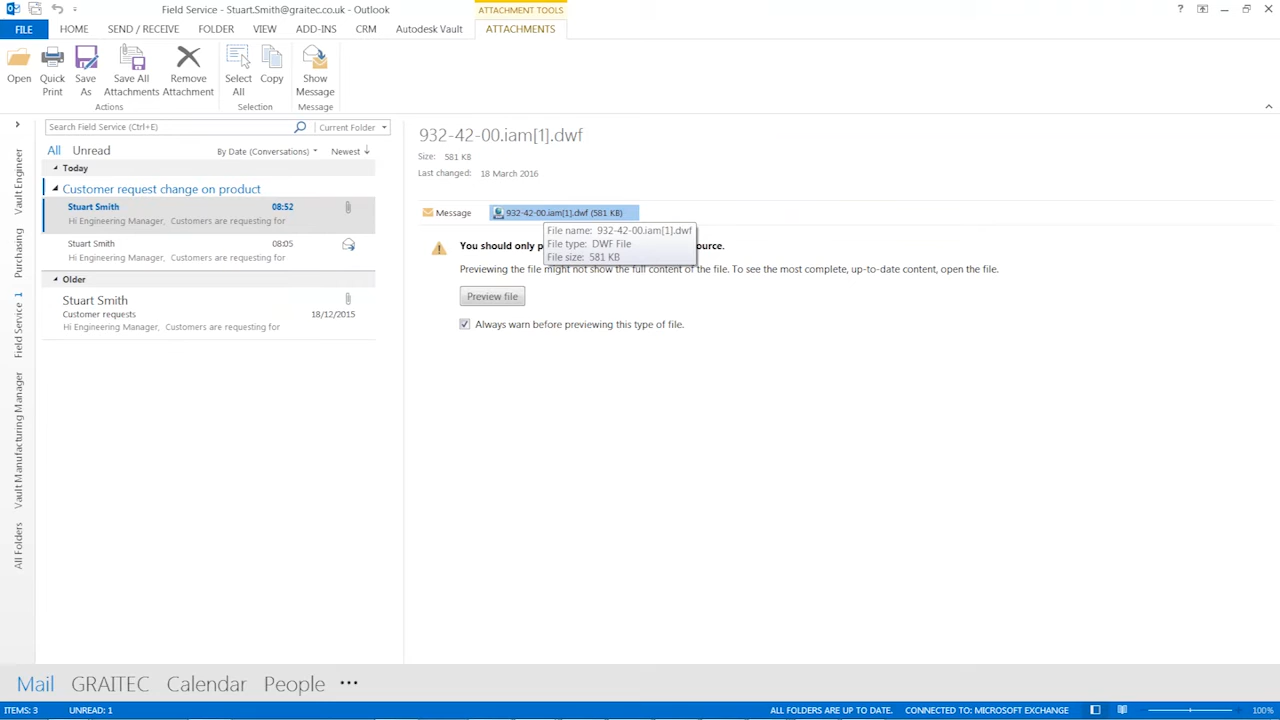 Field Service - Stuart.Smith@graitec.co.uk - Outlook
ATTACHMENT TOOLS
?
FILE
HOME
SEND / RECEIVE
FOLDER
VIEW
ADD-INS
CRM
Autodesk Vault
ATTACHMENTS
Open
Quick Print
Save As
Save All Attachments
Remove Attachment
Select All
Copy
Show Message
Actions
Selection
Message
Search Field Service (Ctrl+E)
Current Folder
All
Unread
By Date (Conversations)
Newest
Today
Customer request change on product
Stuart Smith 08:52
Hi Engineering Manager, Customers are requesting for
Stuart Smith 08:05
Hi Engineering Manager, Customers are requesting for
Older
Stuart Smith
Customer requests 18/12/2015
Hi Engineering Manager, Customers are requesting for
Vault Engineer
Purchasing
Field Service 1
Vault Manufacturing Manager
All Folders
932-42-00.iam[1].dwf
Size: 581 KB
Last changed: 18 March 2016
Message
932-42-00.iam[1].dwf (581 KB)
File name: 932-42-00.iam[1].dwf
File type: DWF File
File size: 581 KB
You should only p
urce.
Previewing the file might not show the full content of the file. To see the most complete, up-to-date content, open the file.
Preview file
Always warn before previewing this type of file.
Mail
GRAITEC
Calendar
People
•••
ITEMS: 3
UNREAD: 1
ALL FOLDERS ARE UP TO DATE.
CONNECTED TO: MICROSOFT EXCHANGE
100%